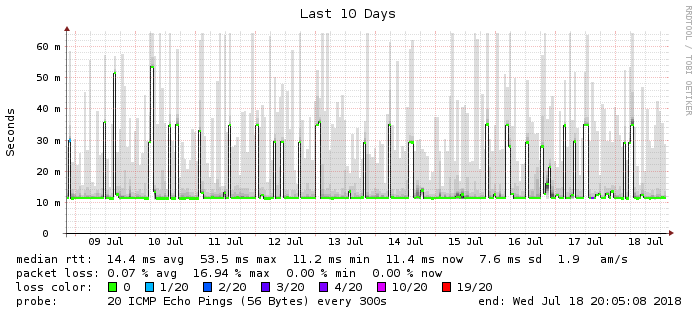 Last 10 Days
RRDTOOL / TOBI OETIKER
Seconds
60 m
50 m
40 m
30 m
20 m
10 m
0
09 Jul 10 Jul 11 Jul 12 Jul 13 Jul 14 Jul 15 Jul 16 Jul 17 Jul 18 Jul
median rtt: 14.4 ms avg 53.5 ms max 11.2 ms min 11.4 ms now 7.6 ms sd 1.9 am/s
packet loss: 0.07 % avg 16.94 % max 0.00 % min 0.00 % now
loss color: 0 1/20 2/20 3/20 4/20 10/20 19/20
probe: 20 ICMP Echo Pings (56 Bytes) every 300s end: Wed Jul 18 20:05:08 2018